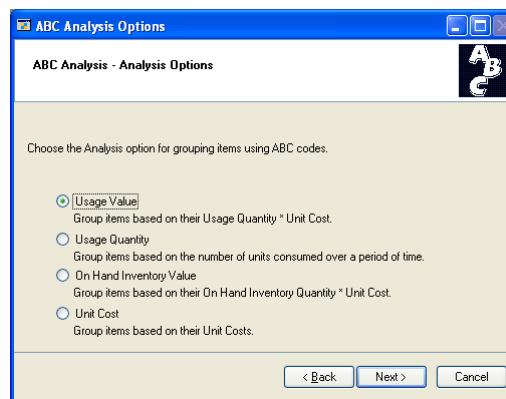 ABC Analysis Options
ABC Analysis - Analysis Options
ABC
Choose the Analysis option for grouping items using ABC codes.
Usage Value
Group items based on their Usage Quantity * Unit Cost.
Usage Quantity
Group items based on the number of units consumed over a period of time.
On Hand Inventory Value
Group items based on their On Hand Inventory Quantity * Unit Cost.
Unit Cost
Group items based on their Unit Costs.
< Back Next > Cancel